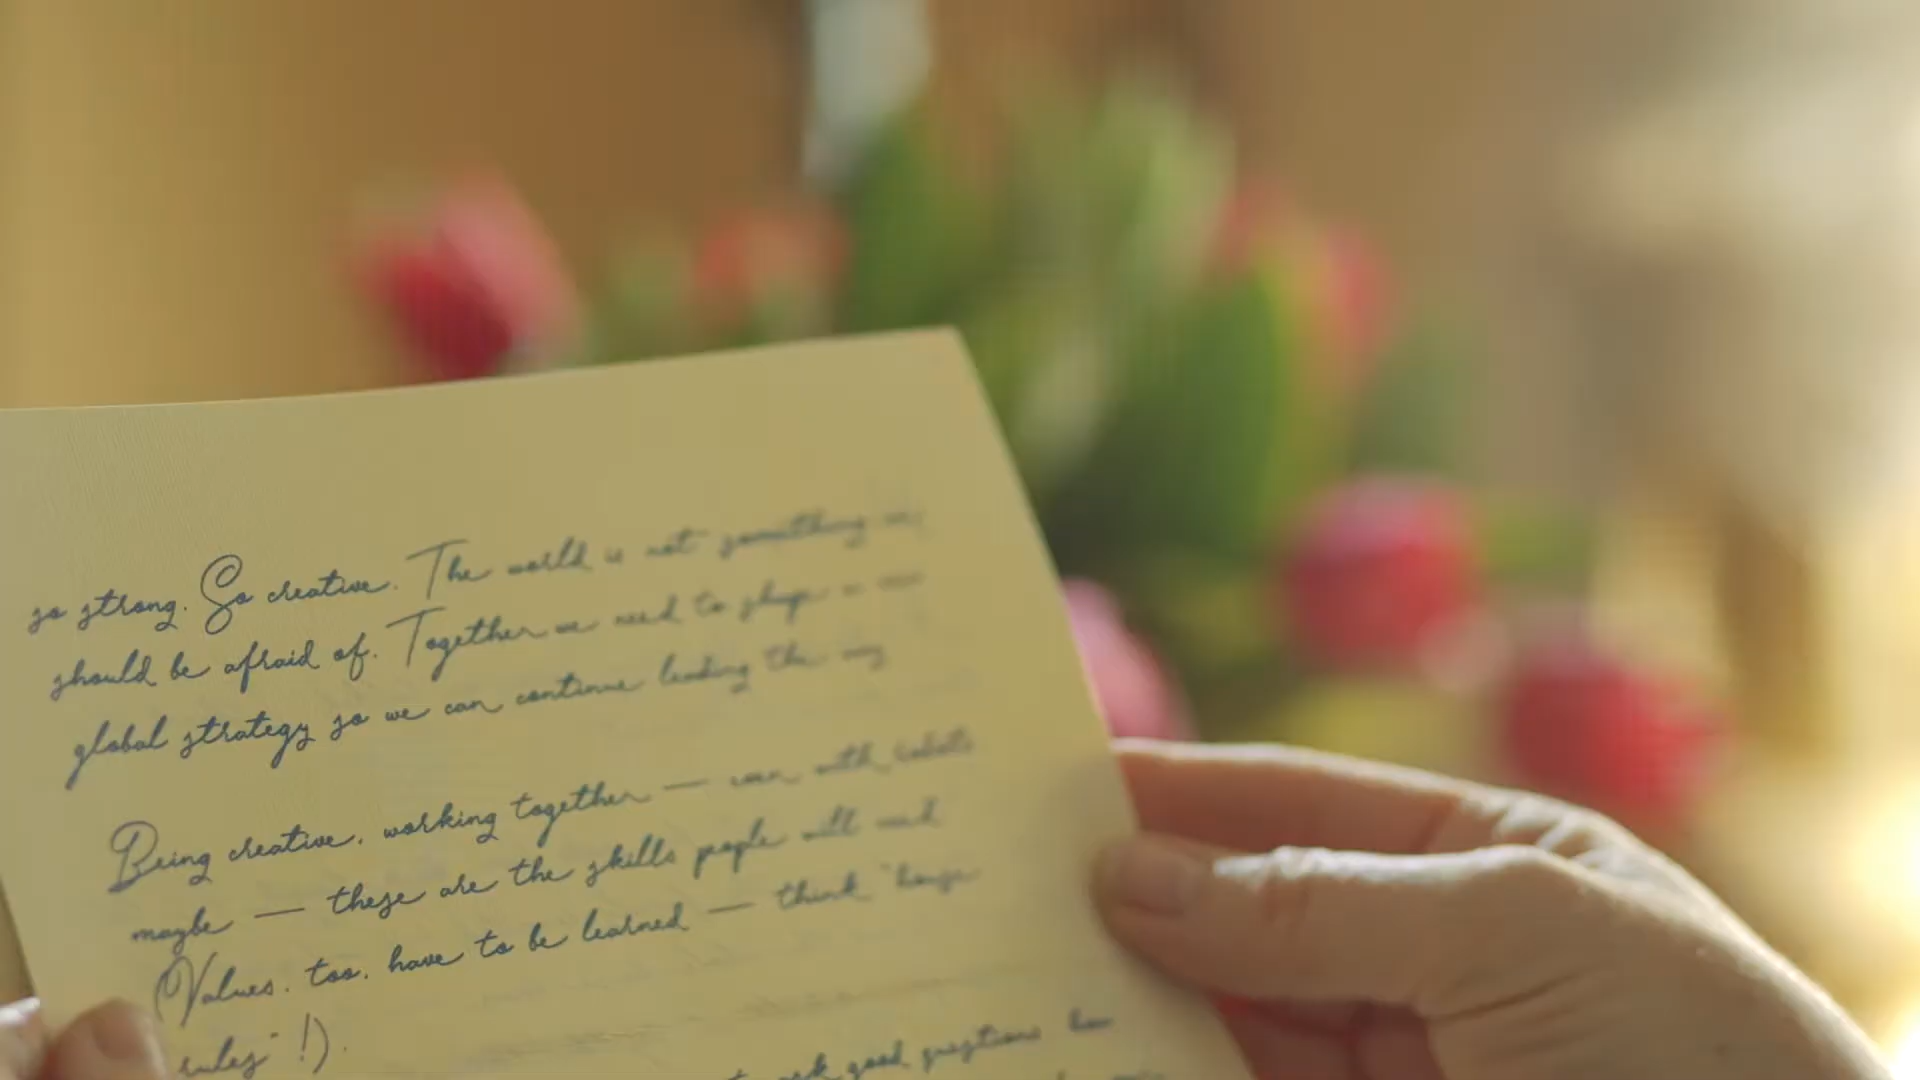 so strong. So creative. The world is not something we
should be afraid of. Together we need to shape a
global strategy so we can continue leading the way
Being creative, working together — even with robots
maybe — these are the skills people will need
(Values, too, have to be learned — think "house
rules" !).
ask good questions